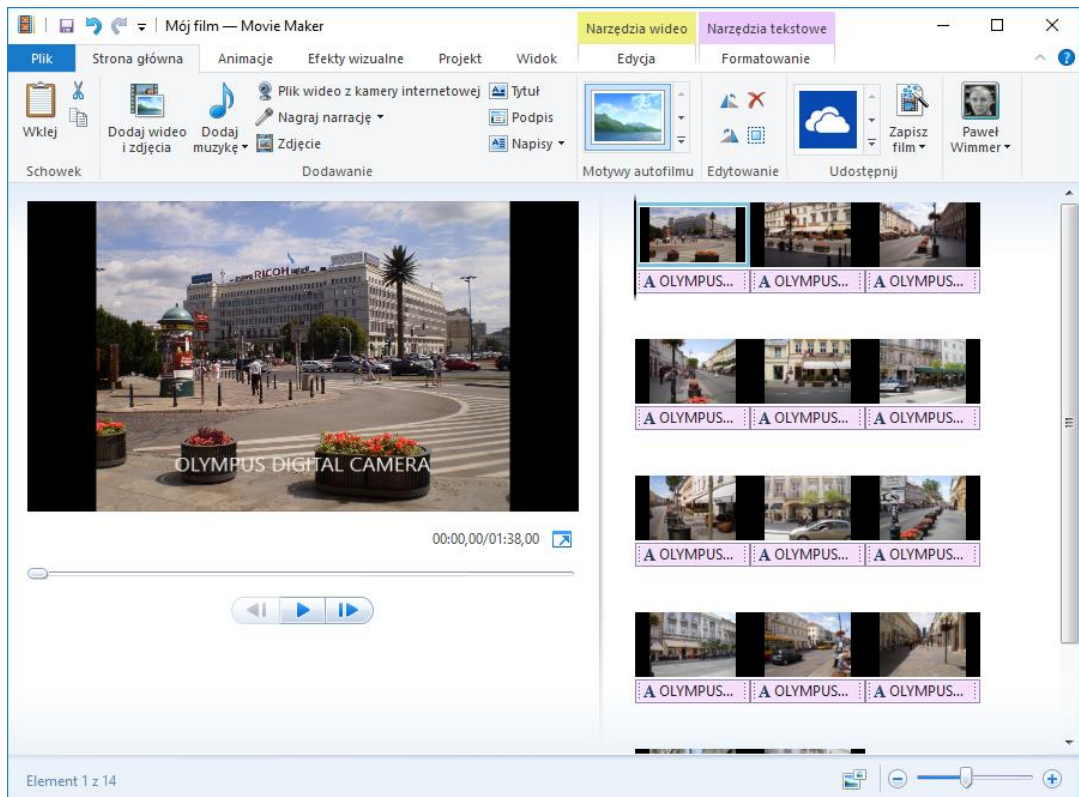 Mój film — Movie Maker
Narzędzia wideo
Narzędzia tekstowe
Plik
Strona główna
Animacje
Efekty wizualne
Projekt
Widok
Edycja
Formatowanie
Wklej
Dodaj wideo
i zdjęcia
Dodaj
muzykę
Plik wideo z kamery internetowej
Nagraj narrację
Zdjęcie
Tytuł
Podpis
Napisy
Zapisz
film
Paweł
Wimmer
Schowek
Dodawanie
Motywy autofilmu
Edytowanie
Udostępnij
RICOH
OLYMPUS DIGITAL CAMERA
00:00,00/01:38,00
A OLYMPUS...
A OLYMPUS...
A OLYMPUS...
A OLYMPUS...
A OLYMPUS...
A OLYMPUS...
A OLYMPUS...
A OLYMPUS...
A OLYMPUS...
A OLYMPUS...
A OLYMPUS...
A OLYMPUS...
Element 1 z 14